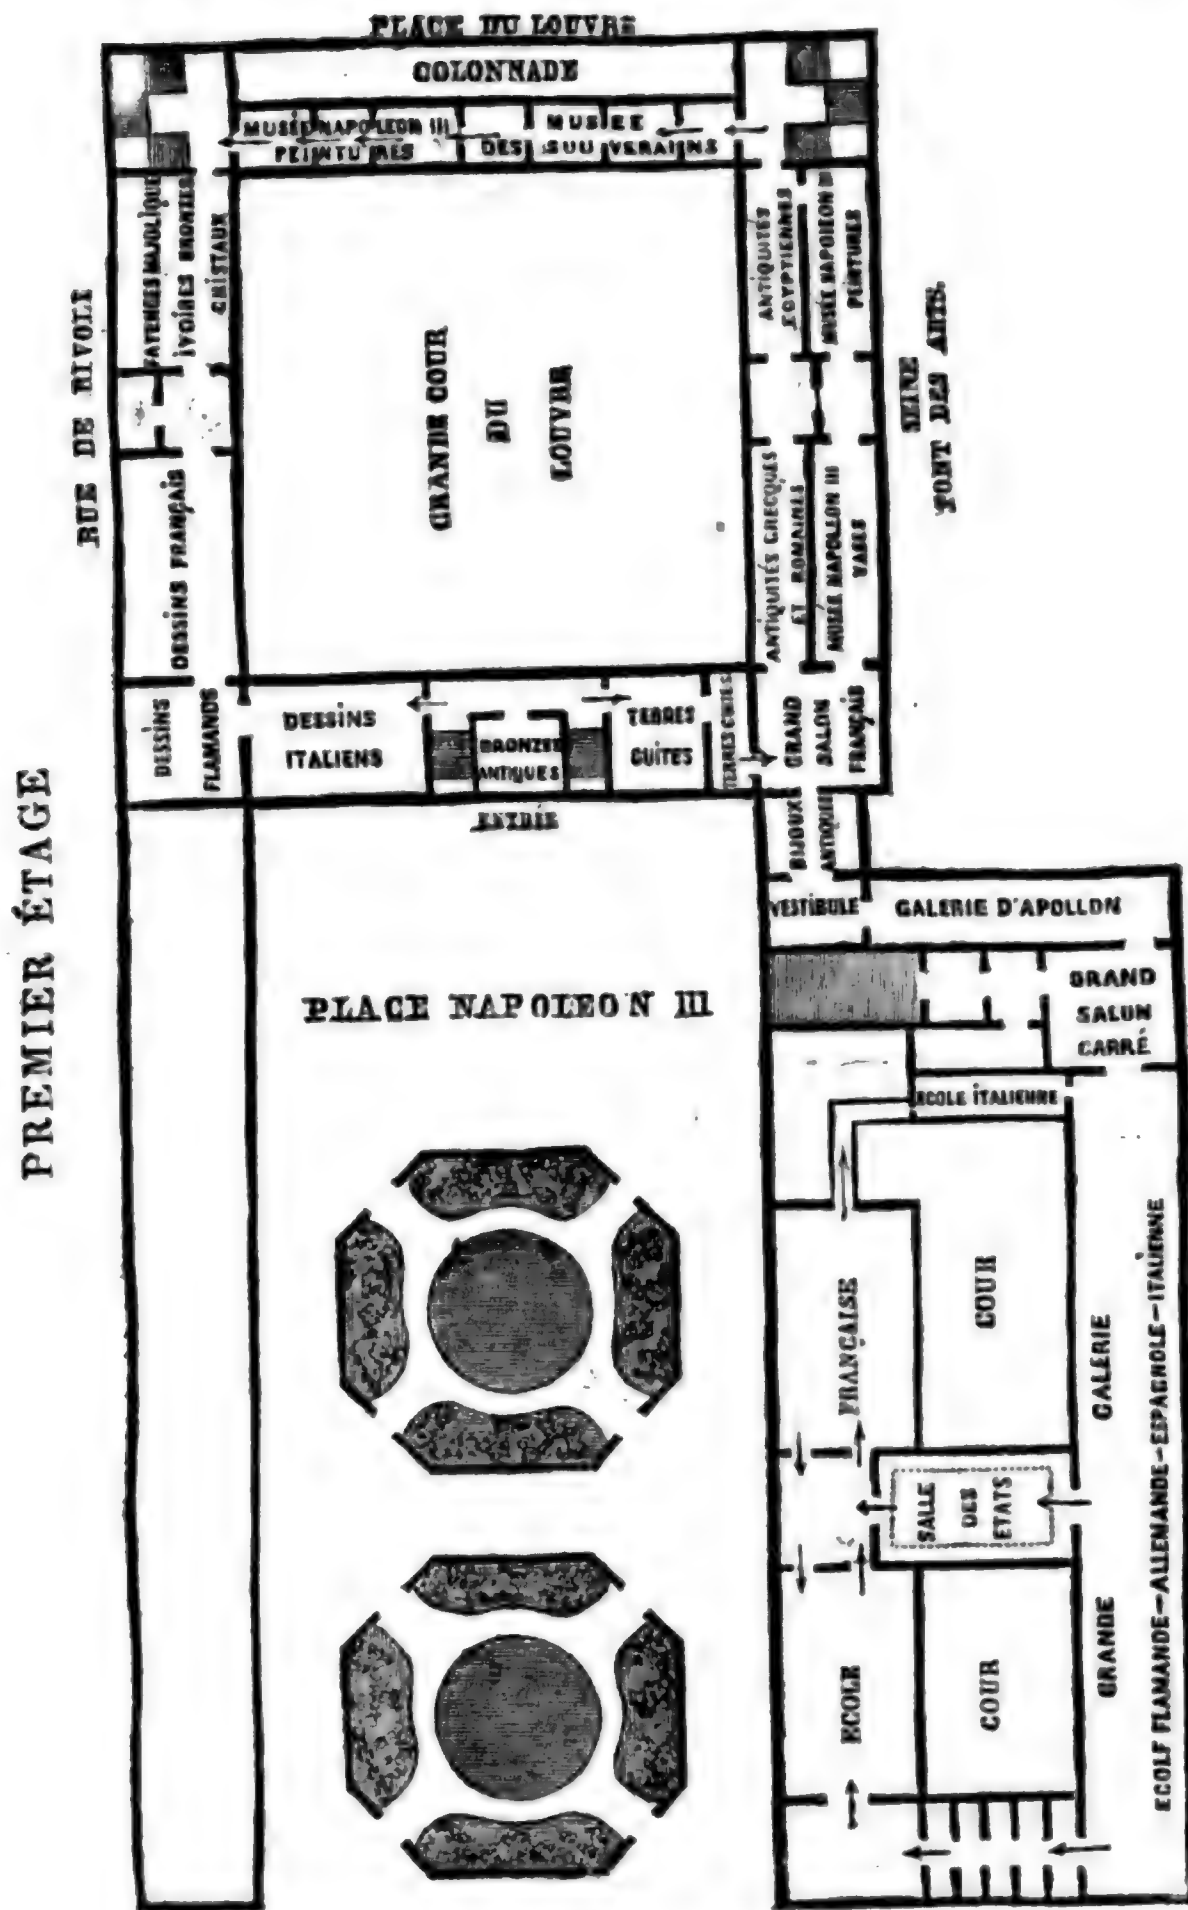 PREMIER ÉTAGE
PLACE DU LOUVRE
COLONNADE
MUSÉE NAPOLEON III
PEINTURES
MUSEE
DES SOUVERAINS
RUE DE RIVOLI
FAYENCES MAJOLIQUE
IVOIRES BRONZES
CRISTAUX
GRANDE COUR
DU
LOUVRE
ANTIQUITÉS
EGYPTIENNES
MUSÉE NAPOLEON III
PEINTURES
SEINE
PONT DES ARTS.
DESSINS FRANÇAIS
ANTIQUITÉS GRECQUES
ET ROMAINES
MUSÉE NAPOLLON III
VASES
DESSINS
FLAMANDS
DESSINS
ITALIENS
BRONZES
ANTIQUES
TERRES
CUITES
TERRES CUITES
GRAND
SALON
FRANÇAIS
ENTRÉE
BIJOUX
ANTIQUES
VESTIBULE
GALERIE D'APOLLON
PLACE NAPOLEON III
GRAND
SALON
CARRÉ
ECOLE ITALIENNE
ECOLE FRANÇAISE
COUR
SALLE
DES
ETATS
COUR
GRANDE GALERIE
ECOLE FLAMANDE-ALLEMANDE-ESPAGNOLE-ITALIENNE